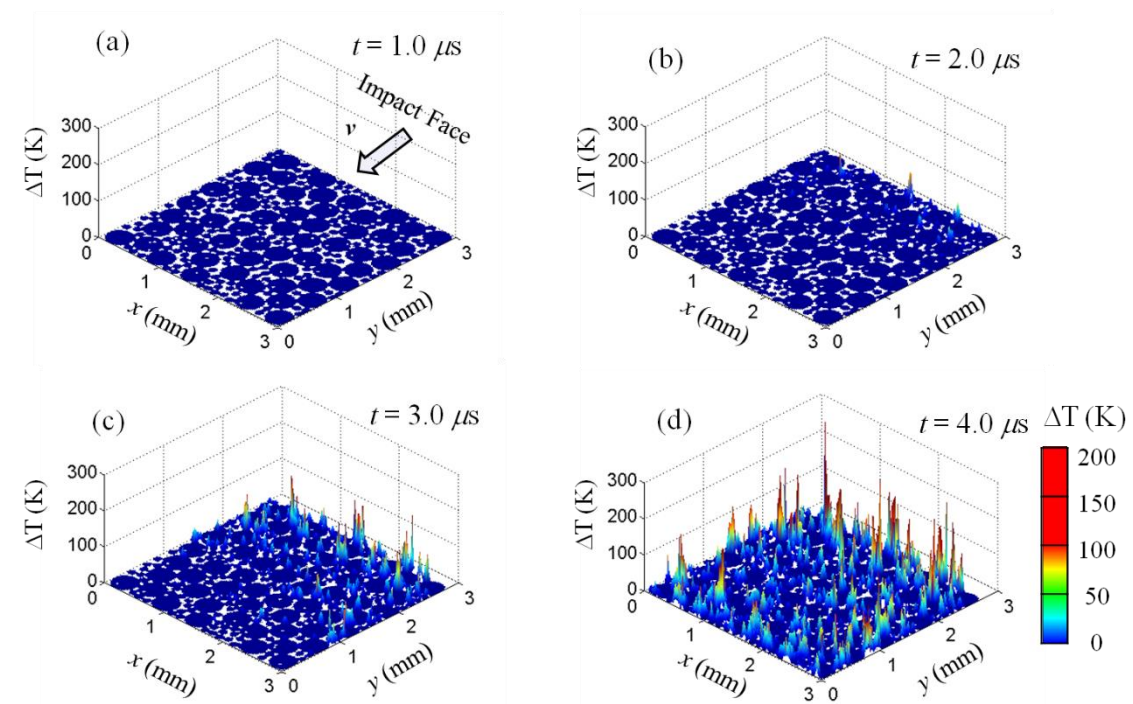 (a)
t = 1.0 μs
Impact Face
v
ΔT (K)
300
200
100
0
0
1
2
3
x (mm)
0
1
2
3
y (mm)
(b)
t = 2.0 μs
ΔT (K)
300
200
100
0
0
1
2
3
x (mm)
0
1
2
3
y (mm)
(c)
t = 3.0 μs
ΔT (K)
300
200
100
0
0
1
2
3
x (mm)
0
1
2
3
y (mm)
(d)
t = 4.0 μs
ΔT (K)
300
200
100
0
0
1
2
3
x (mm)
0
1
2
3
y (mm)
ΔT (K)
200
150
100
50
0